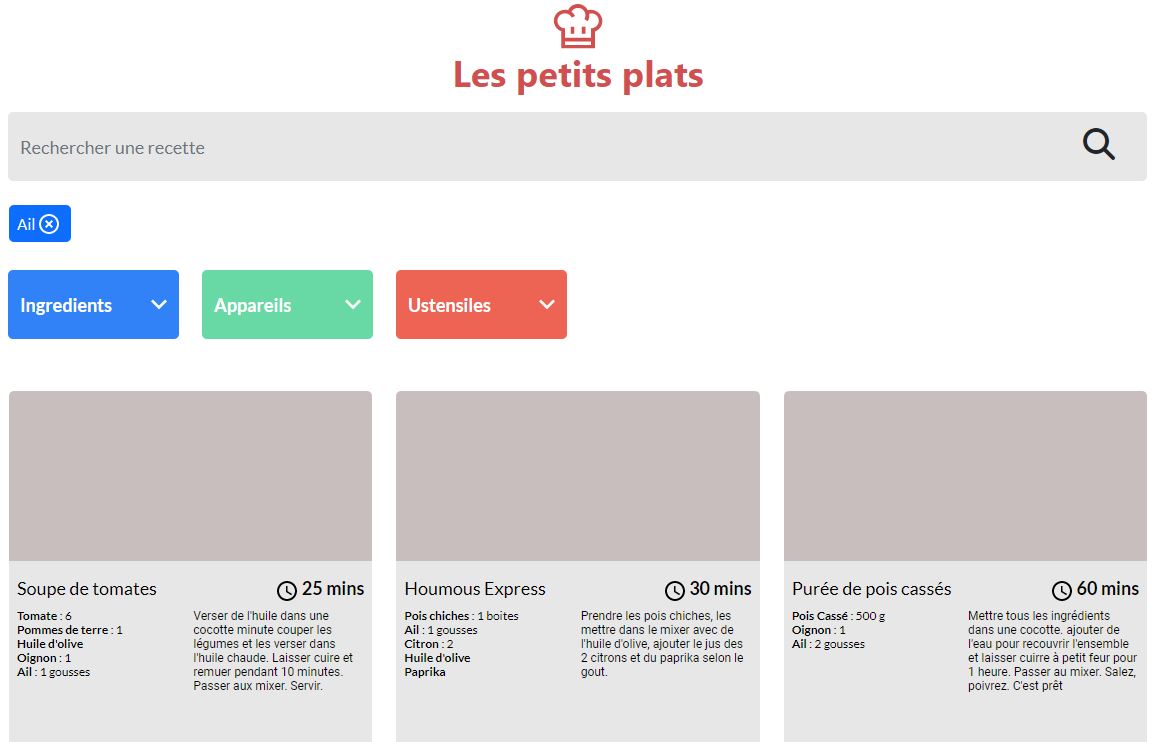 Les petits plats
Rechercher une recette
Ail
Ingredients
Appareils
Ustensiles
Soupe de tomates
25 mins
Tomate : 6
Pommes de terre : 1
Huile d'olive
Oignon : 1
Ail : 1 gousses
Verser de l'huile dans une
cocotte minute couper les
légumes et les verser dans
l'huile chaude. Laisser cuire et
remuer pendant 10 minutes.
Passer aux mixer. Servir.
Houmous Express
30 mins
Pois chiches : 1 boites
Ail : 1 gousses
Citron : 2
Huile d'olive
Paprika
Prendre les pois chiches, les
mettre dans le mixer avec de
l'huile d'olive, ajouter le jus des
2 citrons et du paprika selon le
gout.
Purée de pois cassés
60 mins
Pois Cassé : 500 g
Oignon : 1
Ail : 2 gousses
Mettre tous les ingrédients
dans une cocotte. ajouter de
l'eau pour recouvrir l'ensemble
et laisser cuirre à petit feur pour
1 heure. Passer au mixer. Salez,
poivrez. C'est prêt